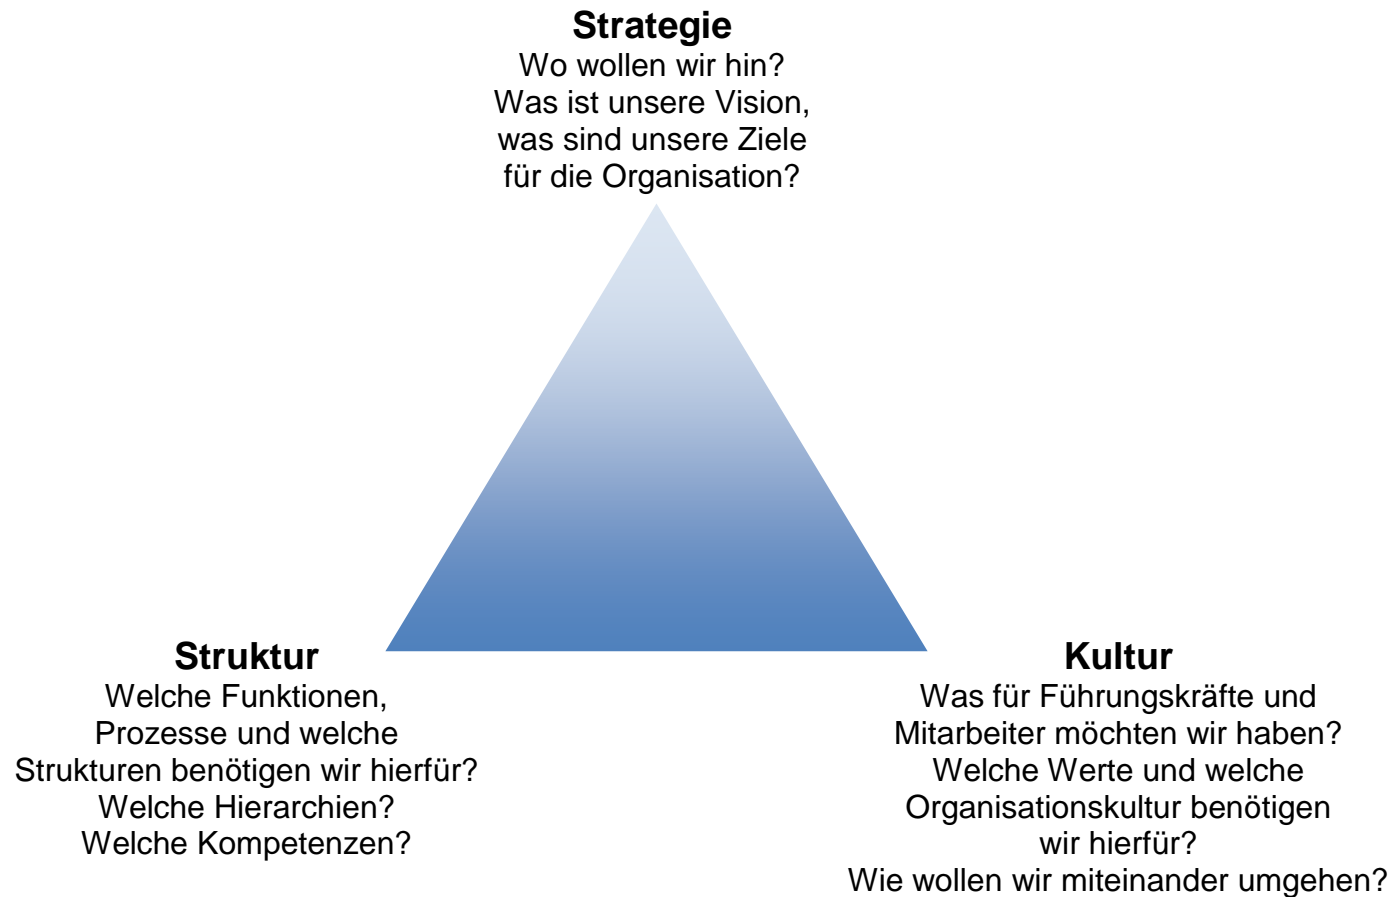 Strategie
Wo wollen wir hin?
Was ist unsere Vision,
was sind unsere Ziele
für die Organisation?
Struktur
Welche Funktionen,
Prozesse und welche
Strukturen benötigen wir hierfür?
Welche Hierarchien?
Welche Kompetenzen?
Kultur
Was für Führungskräfte und
Mitarbeiter möchten wir haben?
Welche Werte und welche
Organisationskultur benötigen
wir hierfür?
Wie wollen wir miteinander umgehen?